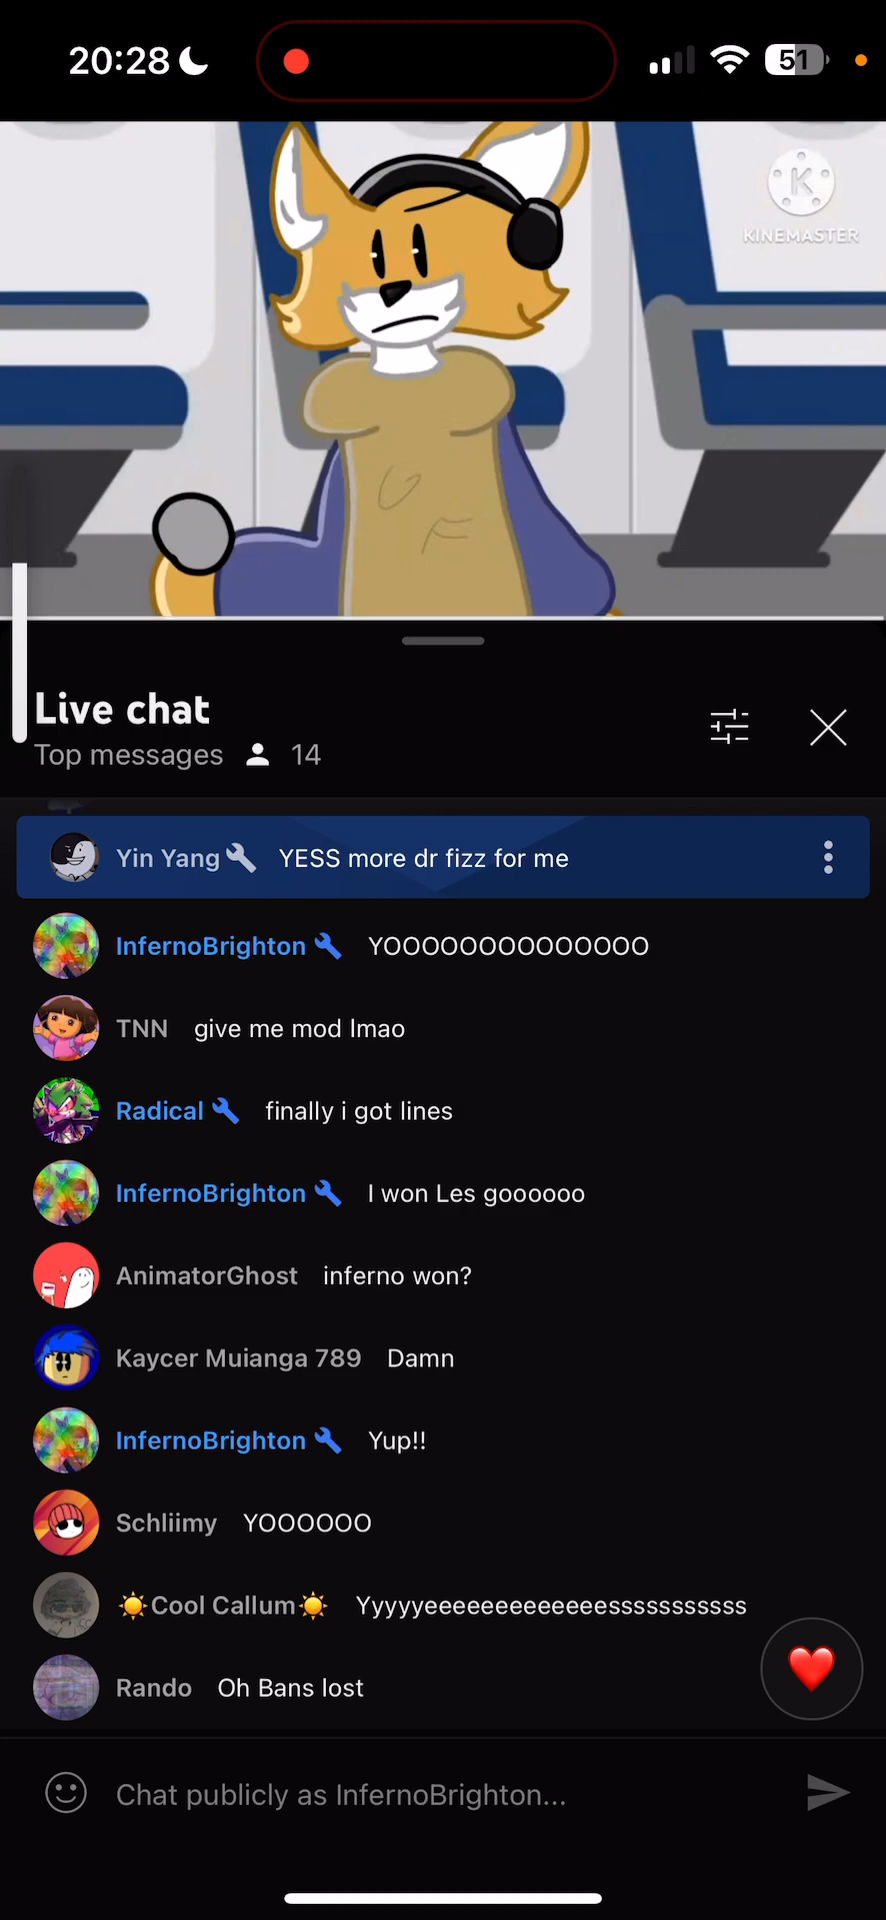 20:28
51
K
KINEMASTER
Live chat
Top messages 14
Yin Yang YESS more dr fizz for me
InfernoBrighton YOOOOOOOOOOOOOO
TNN give me mod lmao
Radical finally i got lines
InfernoBrighton I won Les goooooo
AnimatorGhost inferno won?
Kaycer Muianga 789 Damn
InfernoBrighton Yup!!
Schliimy YOOOOOO
☀️Cool Callum☀️ Yyyyyeeeeeeeeeeeeesssssssssss
Rando Oh Bans lost
Chat publicly as InfernoBrighton...